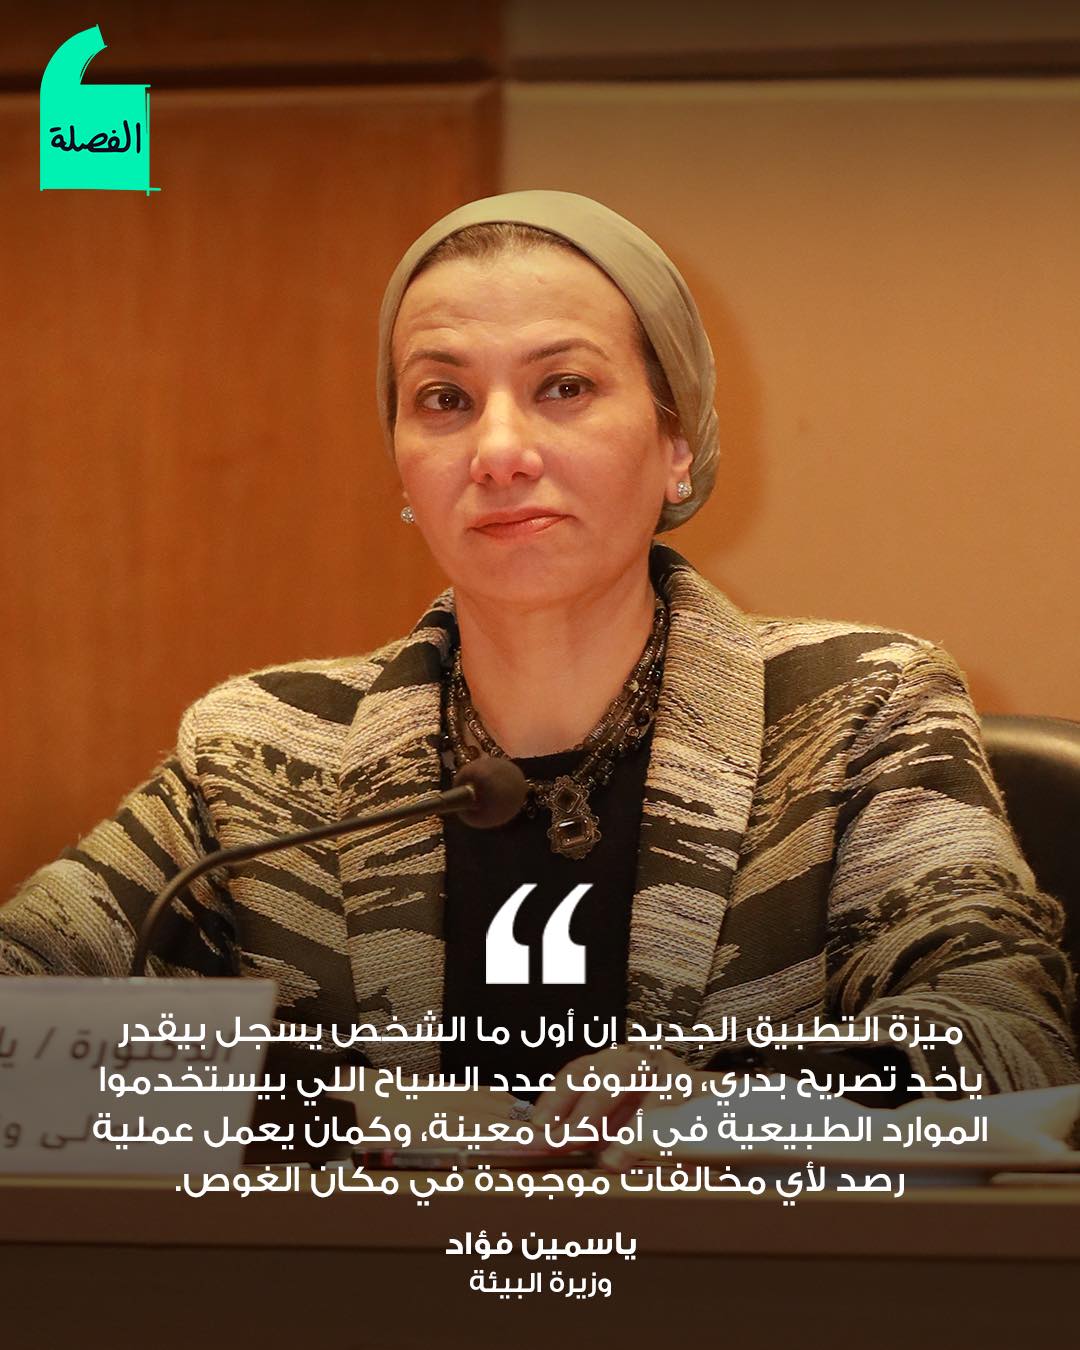 الفصلة
ميزة التطبيق الجديد إن أول ما الشخص يسجل بيقدر
ياخد تصريح بدري، ويشوف عدد السياح اللي بيستخدموا
الموارد الطبيعية في أماكن معينة، وكمان يعمل عملية
رصد لأي مخالفات موجودة في مكان الغوص.
ياسمين فؤاد
وزيرة البيئة